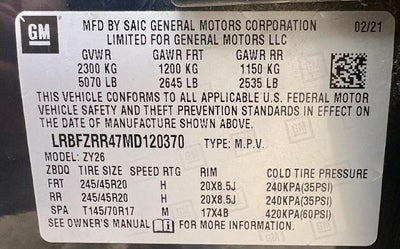 GM
MFD BY SAIC GENERAL MOTORS CORPORATION 02/21
LIMITED FOR GENERAL MOTORS LLC
GVWR GAWR FRT GAWR RR
2300 KG 1200 KG 1150 KG
5070 LB 2645 LB 2535 LB
THIS VEHICLE CONFORMS TO ALL APPLICABLE U.S. FEDERAL MOTOR
VEHICLE SAFETY AND THEFT PREVENTION STANDARDS IN EFFECT ON
THE DATE OF MANUFACTURE SHOWN ABOVE.
LRBFZRR47MD120370 TYPE: M.P.V.
MODEL: ZY26
ZBDQ TIRE SIZE SPEED RTG RIM COLD TIRE PRESSURE
FRT 245/45R20 H 20X8.5J 240KPA(35PSI)
RR 245/45R20 H 20X8.5J 240KPA(35PSI)
SPA T145/70R17 M 17X4B 420KPA(60PSI)
SEE OWNER'S MANUAL FOR MORE INFORMATION.